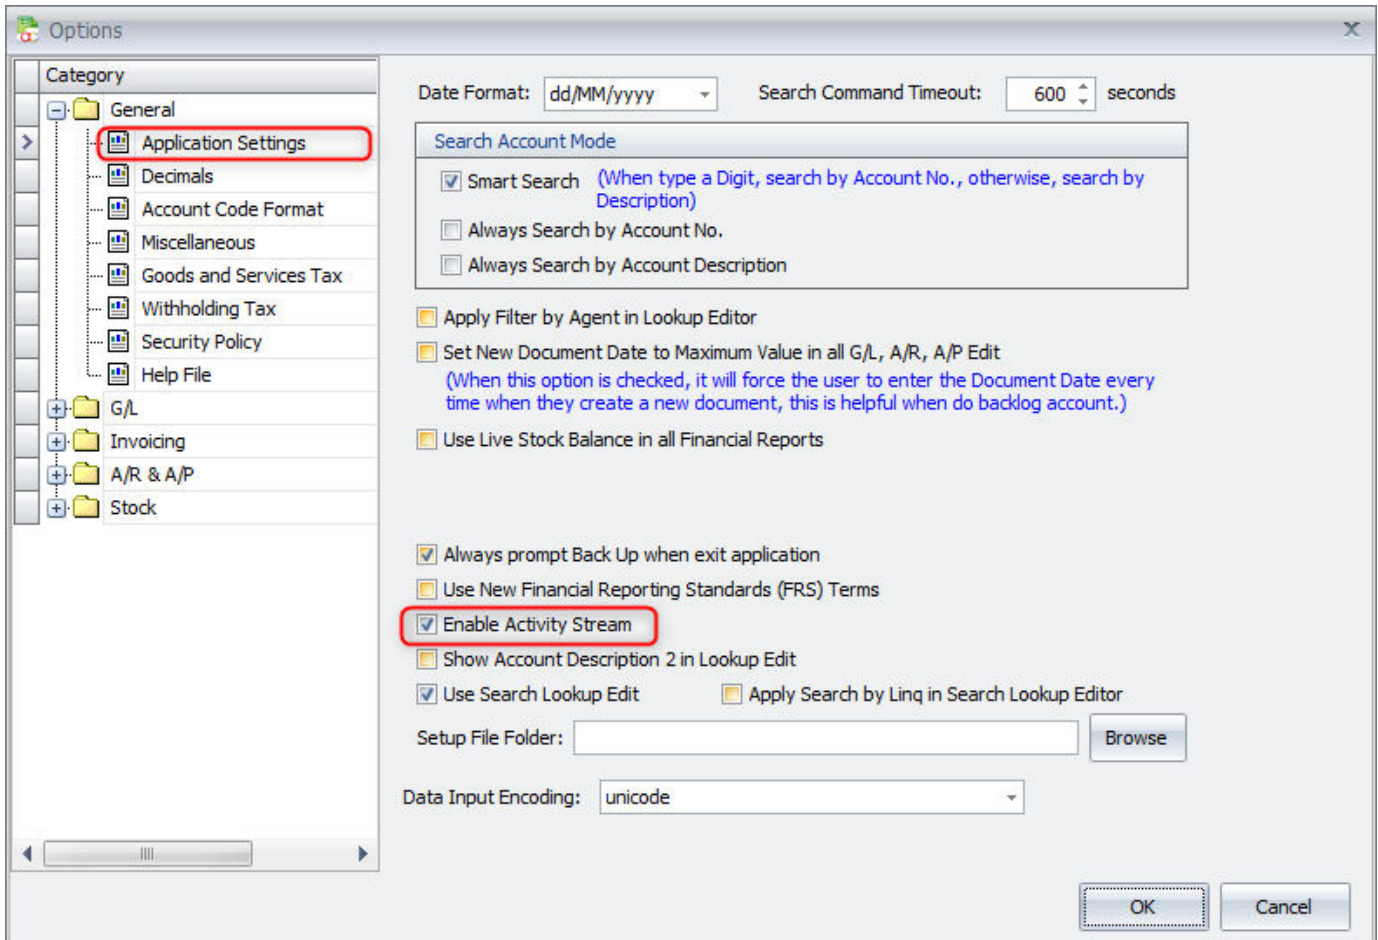 Options
Category
General
Application Settings
Decimals
Account Code Format
Miscellaneous
Goods and Services Tax
Withholding Tax
Security Policy
Help File
G/L
Invoicing
A/R & A/P
Stock
Date Format: dd/MM/yyyy Search Command Timeout: 600 seconds
Search Account Mode
Smart Search (When type a Digit, search by Account No., otherwise, search by
Description)
Always Search by Account No.
Always Search by Account Description
Apply Filter by Agent in Lookup Editor
Set New Document Date to Maximum Value in all G/L, A/R, A/P Edit
(When this option is checked, it will force the user to enter the Document Date every
time when they create a new document, this is helpful when do backlog account.)
Use Live Stock Balance in all Financial Reports
Always prompt Back Up when exit application
Use New Financial Reporting Standards (FRS) Terms
Enable Activity Stream
Show Account Description 2 in Lookup Edit
Use Search Lookup Edit Apply Search by Linq in Search Lookup Editor
Setup File Folder: Browse
Data Input Encoding: unicode
OK Cancel